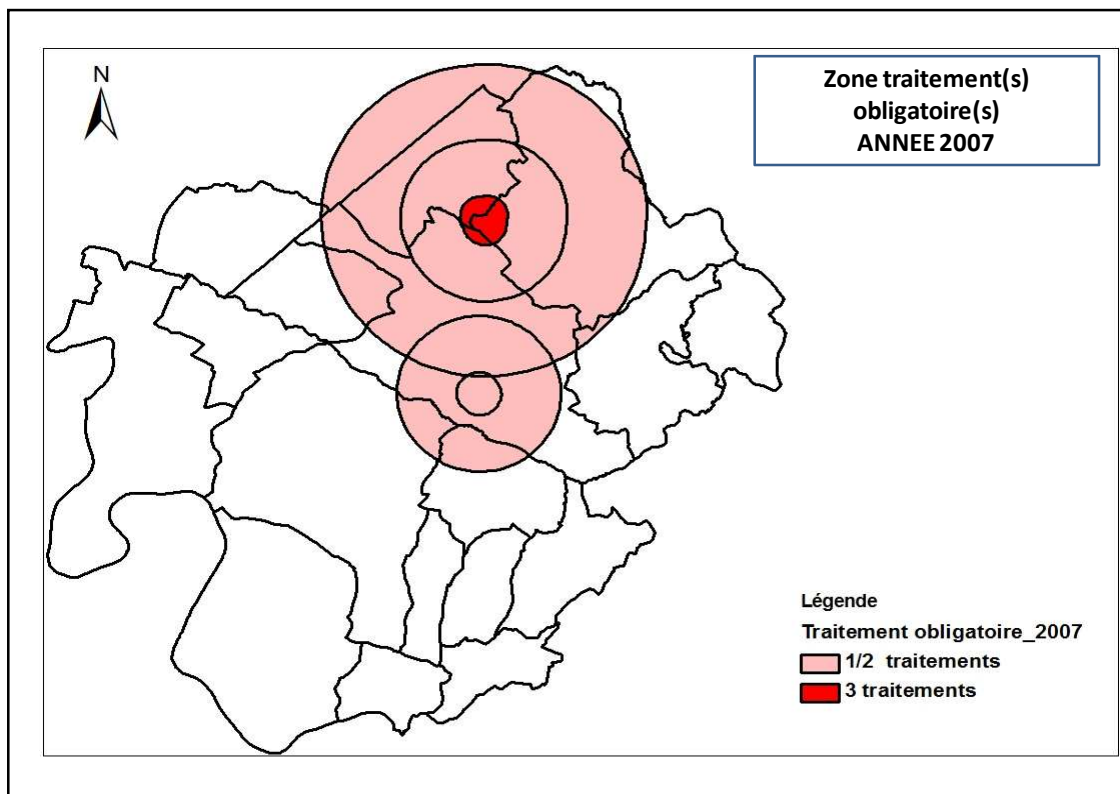 N
Zone traitement(s)
obligatoire(s)
ANNEE 2007
Légende
Traitement obligatoire_2007
1/2 traitements
3 traitements